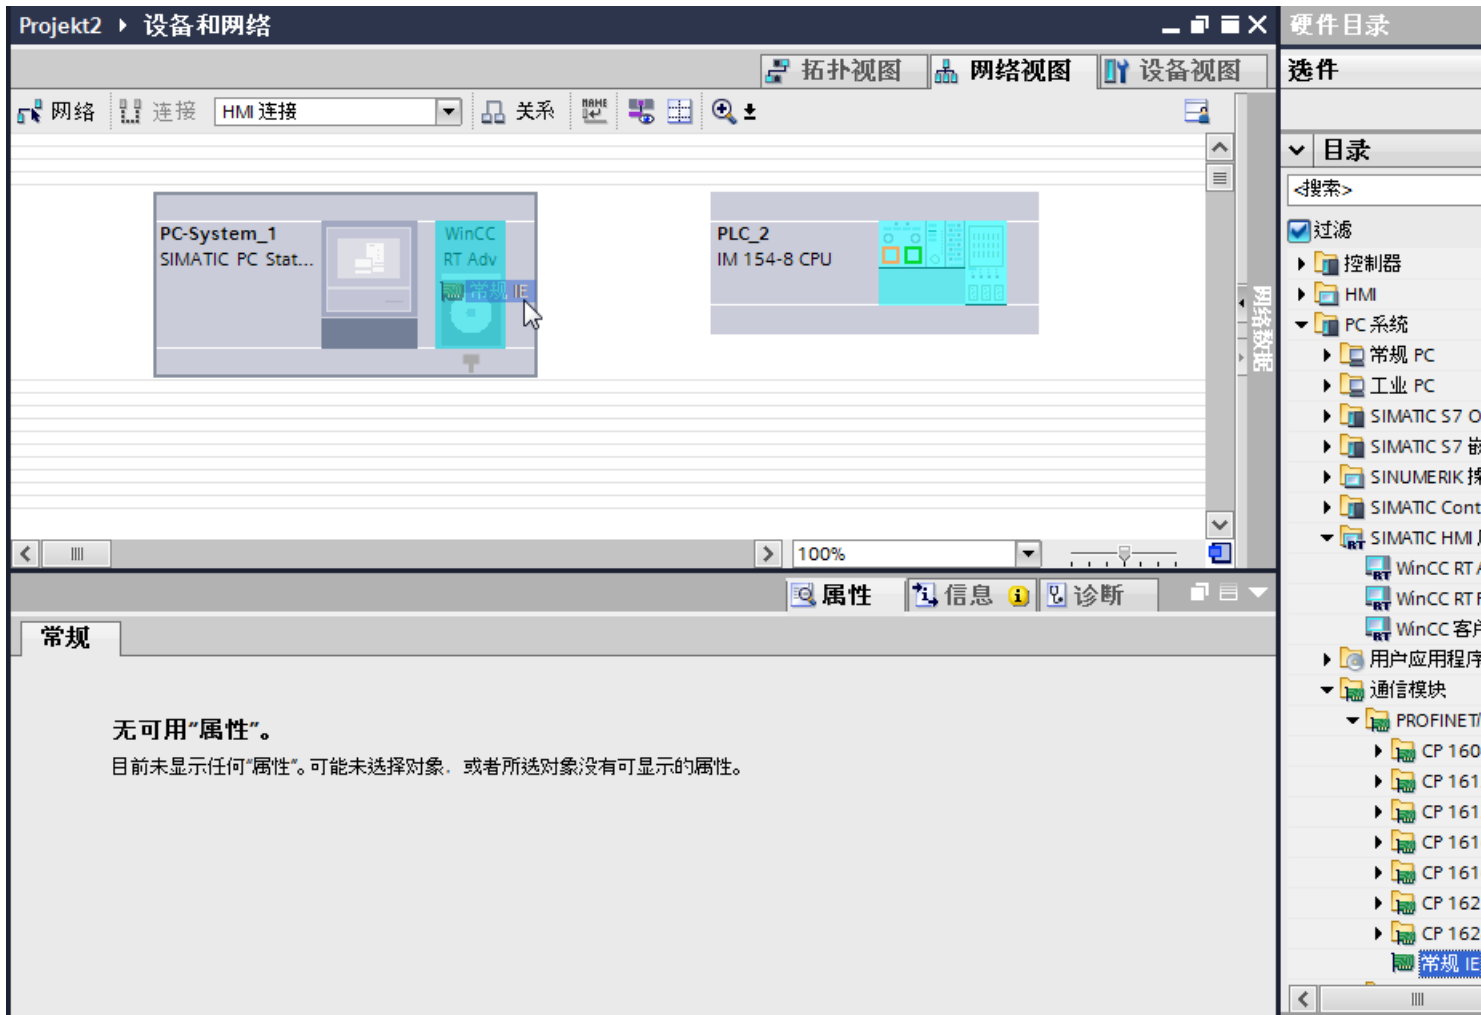 Projekt2 ▸ 设备和网络
拓扑视图 网络视图 设备视图
网络 连接 HMI 连接 关系
PC-System_1
SIMATIC PC Stat...
WinCC
RT Adv
常规 IE
PLC_2
IM 154-8 CPU
网络数据
100%
属性 信息 诊断
常规
无可用"属性"。
目前未显示任何"属性"。可能未选择对象，或者所选对象没有可显示的属性。
硬件目录
选件
目录
<搜索>
过滤
控制器
HMI
PC 系统
常规 PC
工业 PC
SIMATIC S7 O
SIMATIC S7 嵌
SINUMERIK 操
SIMATIC Cont
SIMATIC HMI
WinCC RT A
WinCC RT
WinCC 客户
用户应用程序
通信模块
PROFINET/
CP 160
CP 161
CP 161
CP 161
CP 161
CP 162
CP 162
常规 IE